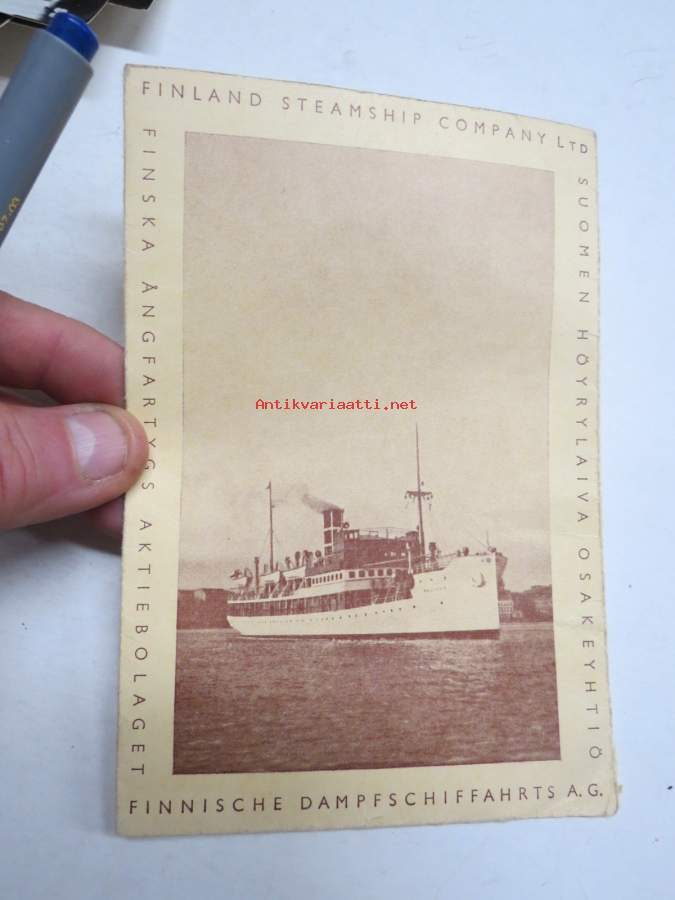 FINLAND STEAMSHIP COMPANY LTD
FINSKA ÅNGFARTYGS AKTIEBOLAGET
SUOMEN HÖYRYLAIVA OSAKEYHTIÖ
Antikvariaatti.net
FINNISCHE DAMPFSCHIFFAHRTS A.G.